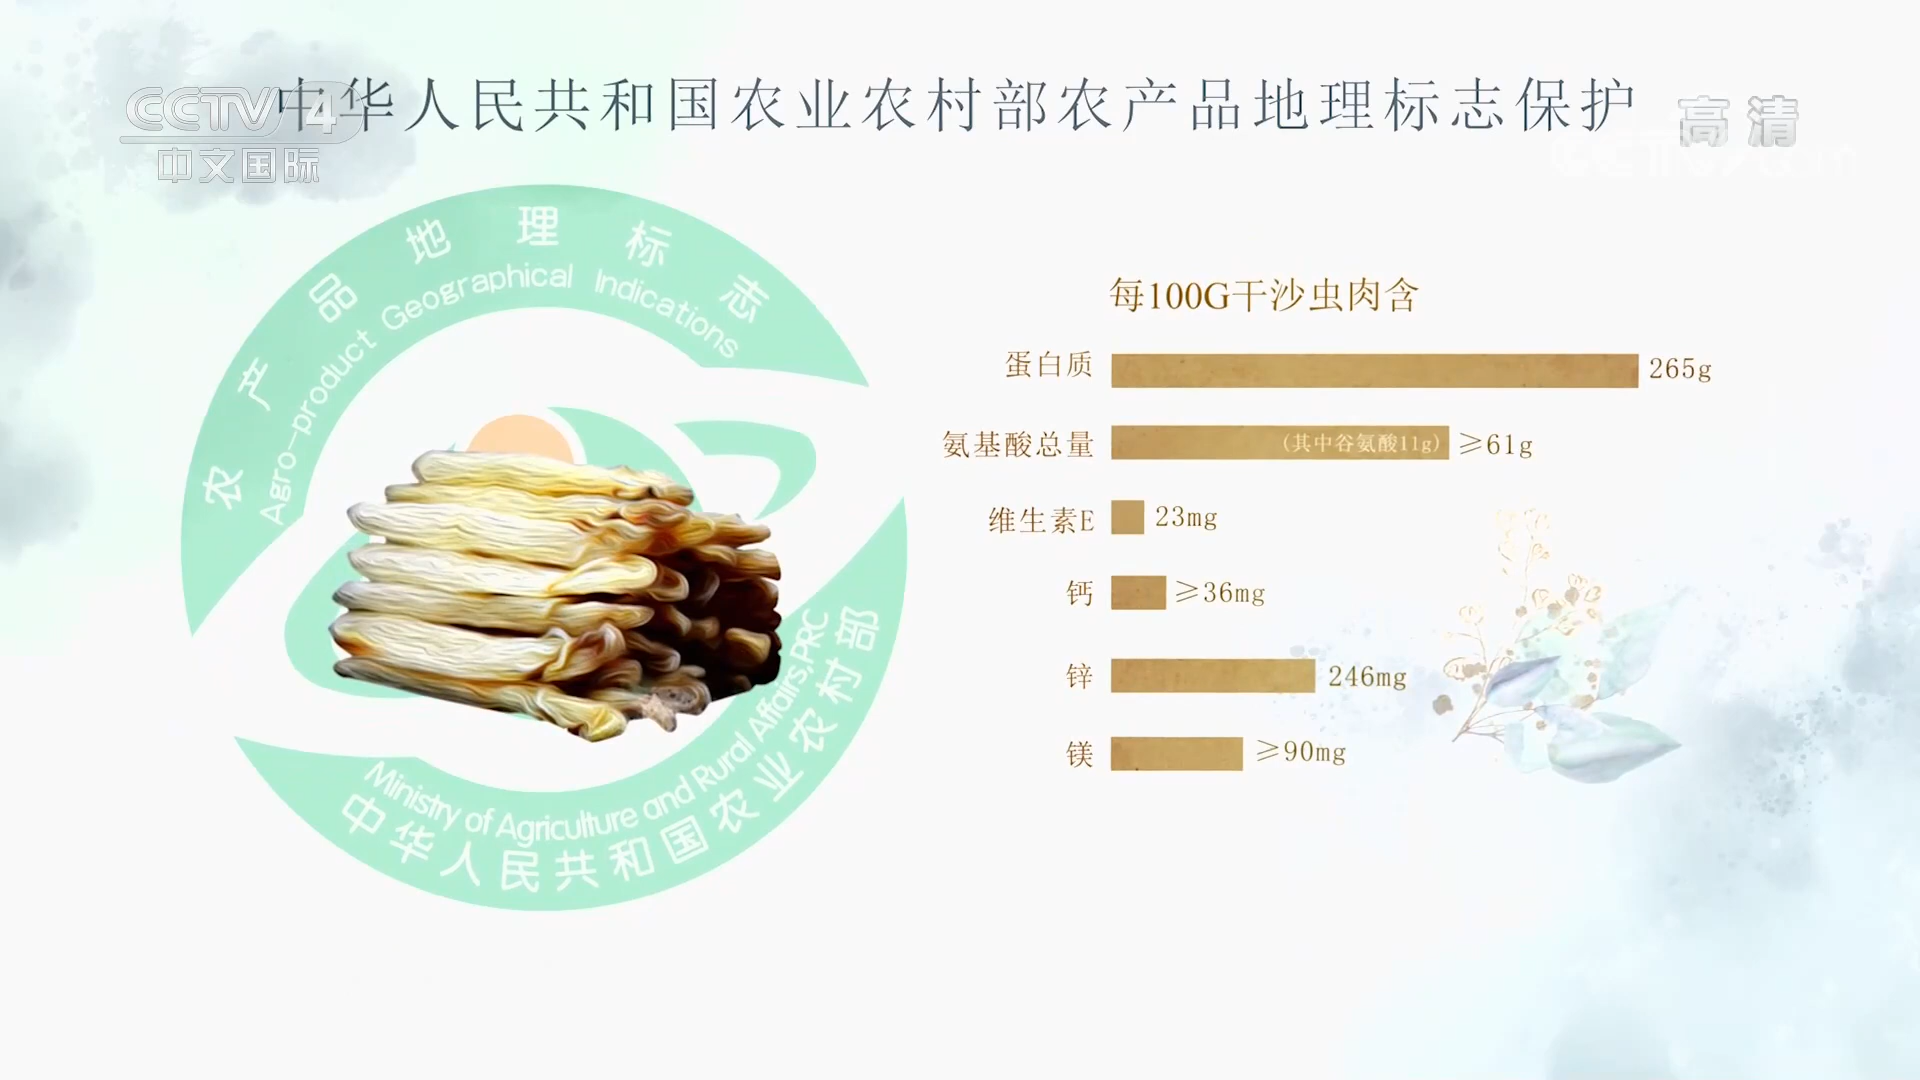 中华人民共和国农业农村部农产品地理标志保护
CCTV 4
中文国际
高清
农产品地理标志
Agro-product Geographical Indications
每100G干沙虫肉含
蛋白质 265g
氨基酸总量 (其中谷氨酸11g) ≥61g
维生素E 23mg
钙 ≥36mg
锌 246mg
镁 ≥90mg
Ministry of Agriculture and Rural Affairs,PRC
中华人民共和国农业农村部